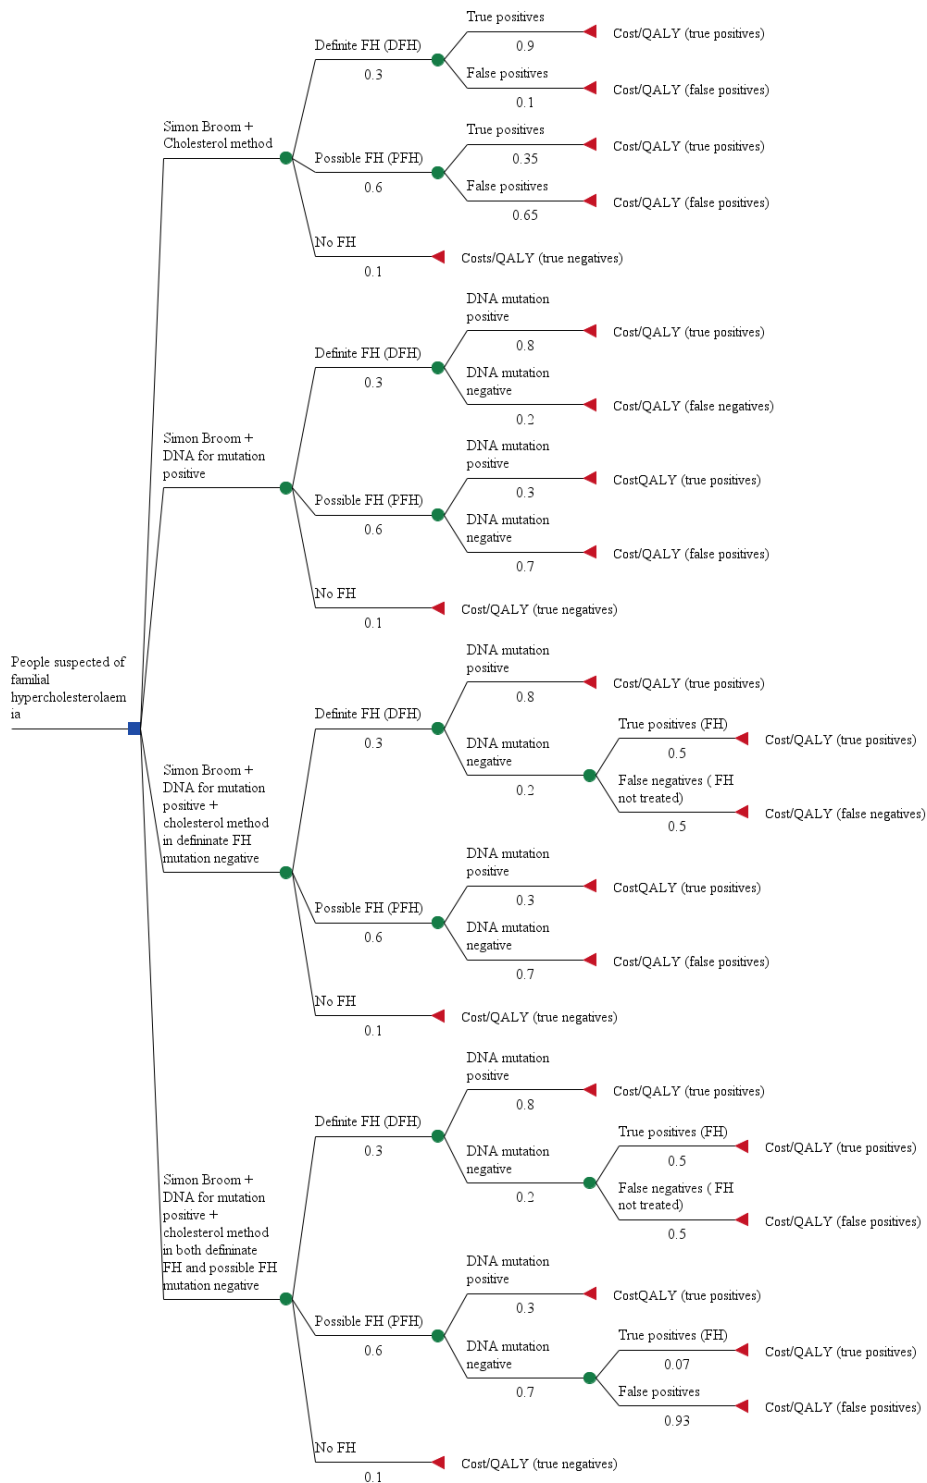 True positives
0.9
Cost/QALY (true positives)
Definite FH (DFH)
0.3
False positives
0.1
Cost/QALY (false positives)
Simon Broom +
Cholesterol method
True positives
0.35
Cost/QALY (true positives)
Possible FH (PFH)
0.6
False positives
0.65
Cost/QALY (false positives)
No FH
0.1
Costs/QALY (true negatives)
DNA mutation
positive
0.8
Cost/QALY (true positives)
Definite FH (DFH)
0.3
DNA mutation
negative
0.2
Cost/QALY (false negatives)
Simon Broom +
DNA for mutation
positive
DNA mutation
positive
0.3
CostQALY (true positives)
Possible FH (PFH)
0.6
DNA mutation
negative
0.7
Cost/QALY (false positives)
No FH
0.1
Cost/QALY (true negatives)
People suspected of
familial
hypercholesterolaem
ia
DNA mutation
positive
0.8
Cost/QALY (true positives)
Definite FH (DFH)
0.3
DNA mutation
negative
0.2
True positives (FH)
0.5
Cost/QALY (true positives)
False negatives ( FH
not treated)
0.5
Cost/QALY (false negatives)
Simon Broom +
DNA for mutation
positive +
cholesterol method
in defininate FH
mutation negative
DNA mutation
positive
0.3
CostQALY (true positives)
Possible FH (PFH)
0.6
DNA mutation
negative
0.7
Cost/QALY (false positives)
No FH
0.1
Cost/QALY (true negatives)
DNA mutation
positive
0.8
Cost/QALY (true positives)
Definite FH (DFH)
0.3
DNA mutation
negative
0.2
True positives (FH)
0.5
Cost/QALY (true positives)
False negatives ( FH
not treated)
0.5
Cost/QALY (false positives)
Simon Broom +
DNA for mutation
positive +
cholesterol method
in both defininate
FH and possible FH
mutation negative
DNA mutation
positive
0.3
CostQALY (true positives)
Possible FH (PFH)
0.6
DNA mutation
negative
0.7
True positives (FH)
0.07
Cost/QALY (true positives)
False positives
0.93
Cost/QALY (false positives)
No FH
0.1
Cost/QALY (true negatives)